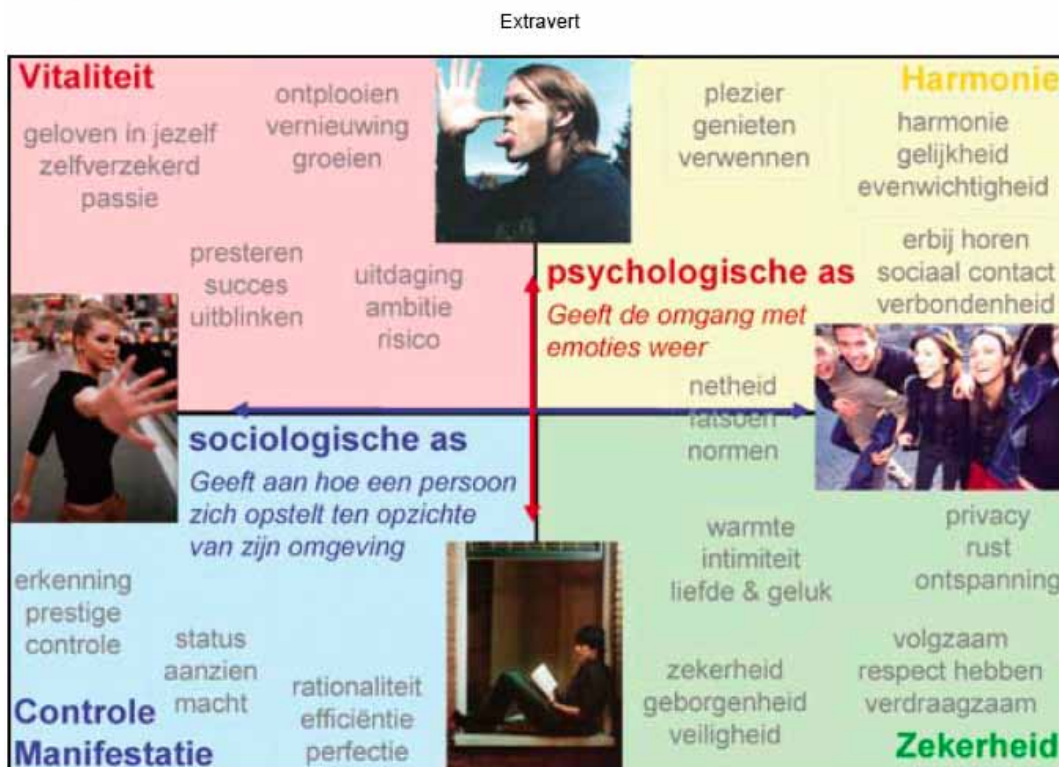 Extravert
Vitaliteit
geloven in jezelf
zelfverzekerd
passie
ontplooien
vernieuwing
groeien
presteren
succes
uitblinken
uitdaging
ambitie
risico
Harmonie
plezier
genieten
verwennen
harmonie
gelijkheid
evenwichtigheid
erbij horen
sociaal contact
verbondenheid
psychologische as
Geeft de omgang met
emoties weer
sociologische as
Geeft aan hoe een persoon
zich opstelt ten opzichte
van zijn omgeving
erkenning
prestige
controle
status
aanzien
macht
rationaliteit
efficiëntie
perfectie
Controle
Manifestatie
netheid
fatsoen
normen
warmte
intimiteit
liefde & geluk
privacy
rust
ontspanning
zekerheid
geborgenheid
veiligheid
volgzaam
respect hebben
verdraagzaam
Zekerheid